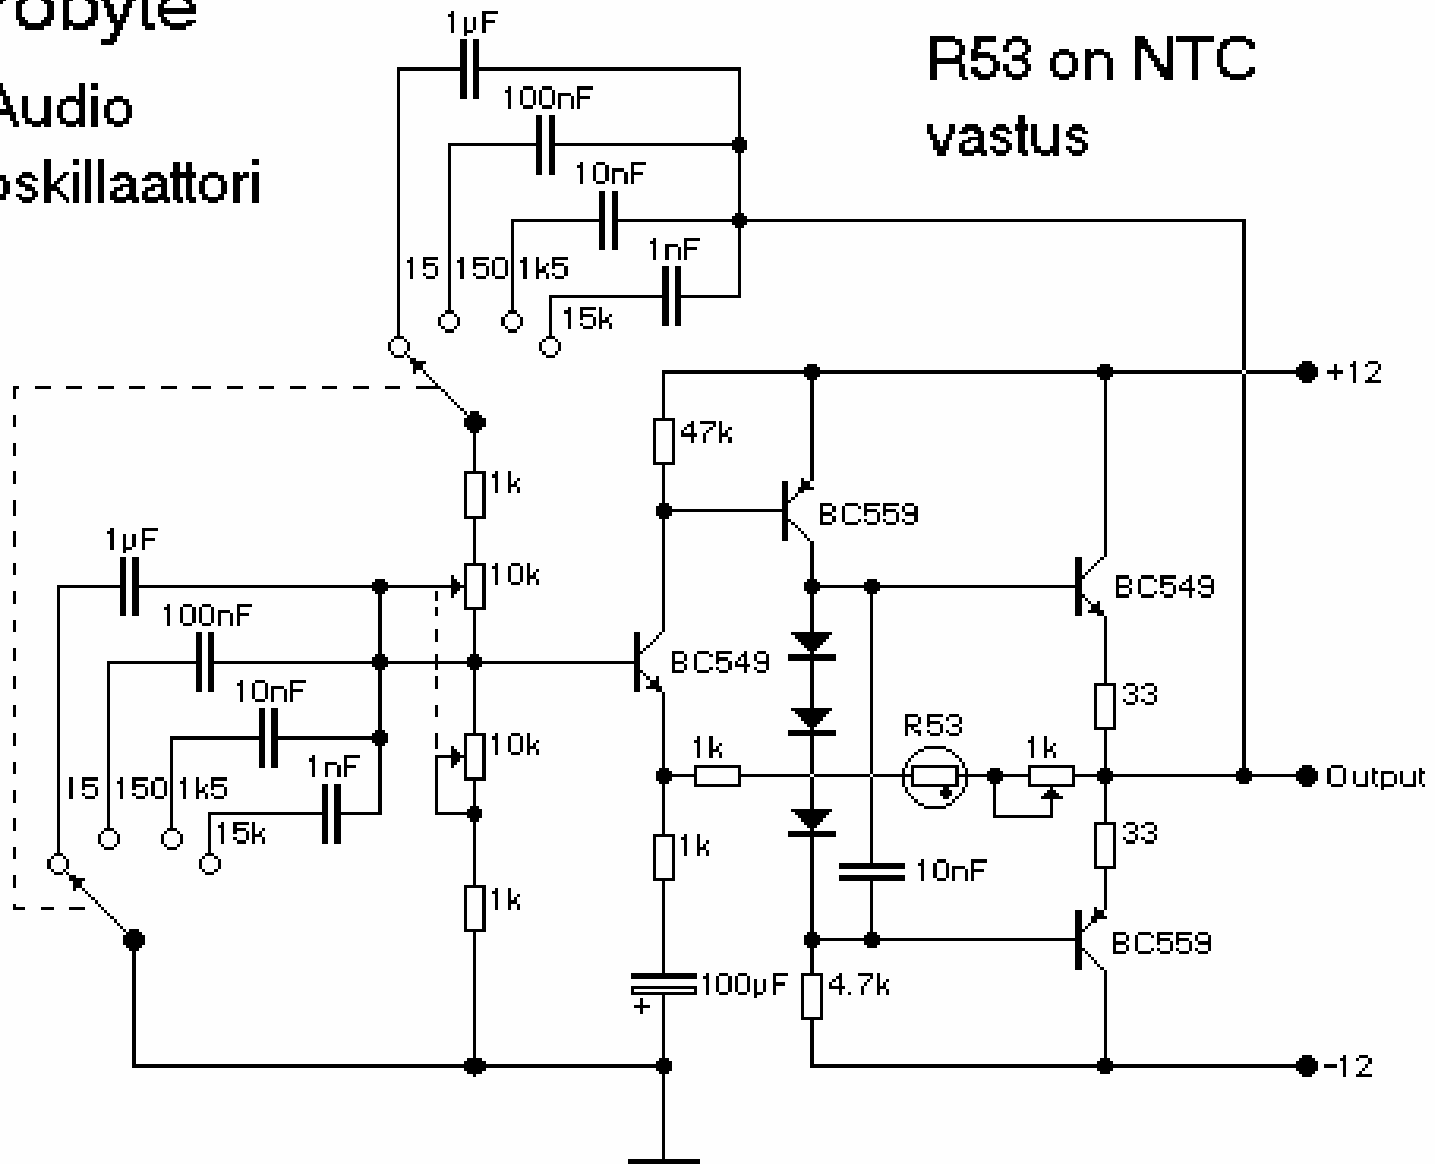 robyte
Audio
oskillaattori
R53 on NTC
vastus
1µF
100nF
10nF
1nF
15
150
1k5
15k
+12
47k
1k
BC559
1µF
10k
BC549
100nF
BC549
10nF
33
R53
10k
1k
1k
1nF
Output
15
150
1k5
15k
33
1k
10nF
1k
BC559
100µF
4.7k
+
-12